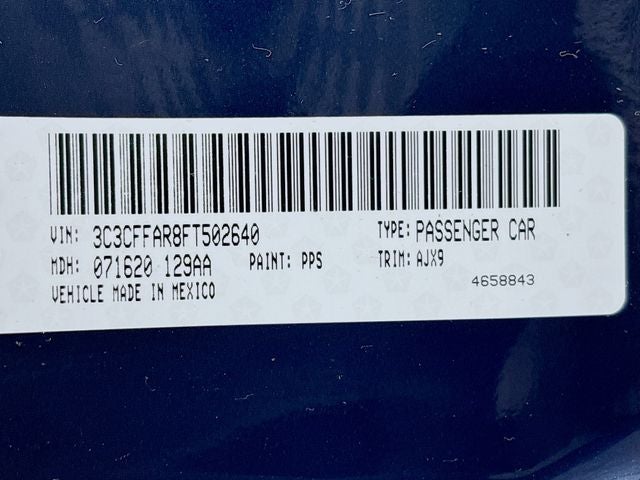 VIN: 3C3CFFAR8FT502640 TYPE: PASSENGER CAR
MDH: 071620 129AA PAINT: PPS TRIM: AJX9
VEHICLE MADE IN MEXICO 4658843